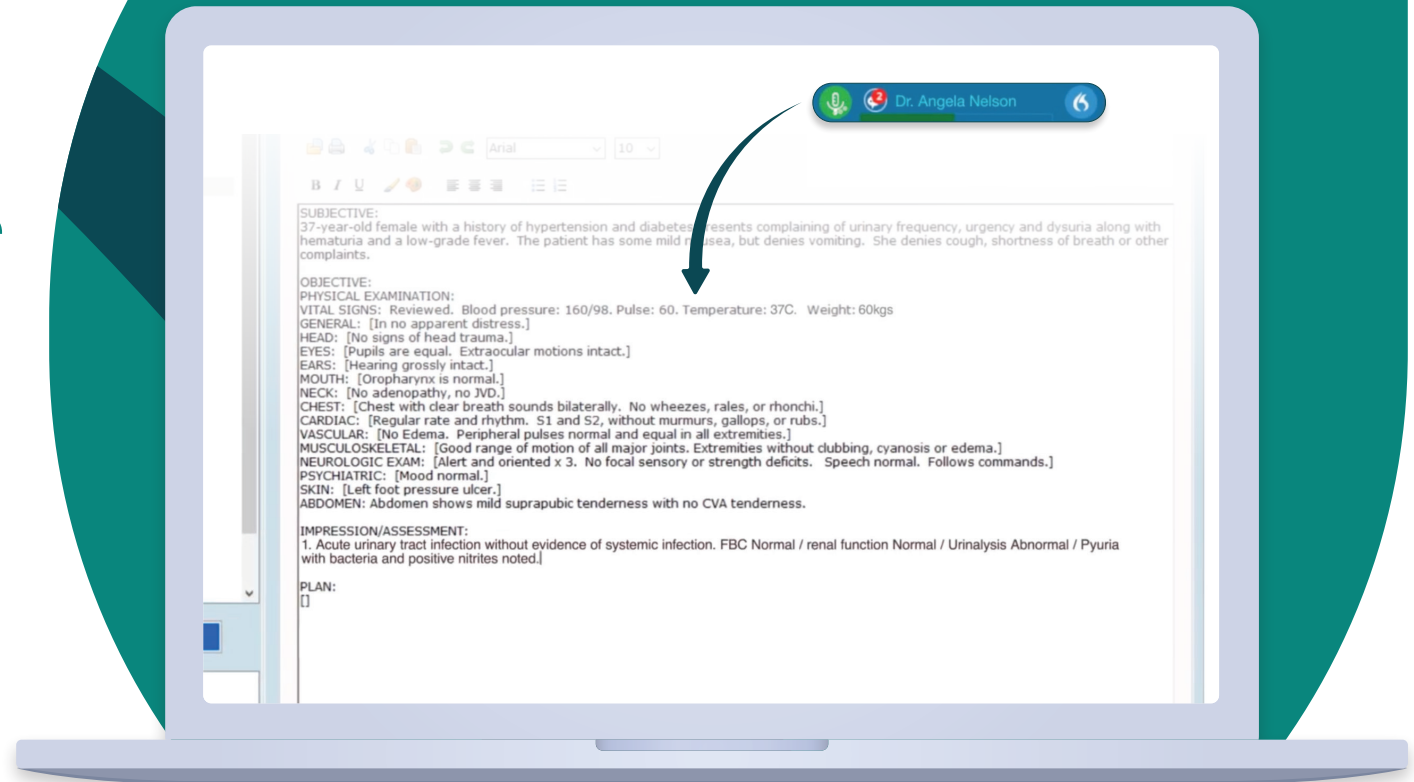 2 Dr. Angela Nelson
Arial 10
B I U
SUBJECTIVE:
37-year-old female with a history of hypertension and diabetes presents complaining of urinary frequency, urgency and dysuria along with
hematuria and a low-grade fever. The patient has some mild nausea, but denies vomiting. She denies cough, shortness of breath or other
complaints.
OBJECTIVE:
PHYSICAL EXAMINATION:
VITAL SIGNS: Reviewed. Blood pressure: 160/98. Pulse: 60. Temperature: 37C. Weight: 60kgs
GENERAL: [In no apparent distress.]
HEAD: [No signs of head trauma.]
EYES: [Pupils are equal. Extraocular motions intact.]
EARS: [Hearing grossly intact.]
MOUTH: [Oropharynx is normal.]
NECK: [No adenopathy, no JVD.]
CHEST: [Chest with clear breath sounds bilaterally. No wheezes, rales, or rhonchi.]
CARDIAC: [Regular rate and rhythm. S1 and S2, without murmurs, gallops, or rubs.]
VASCULAR: [No Edema. Peripheral pulses normal and equal in all extremities.]
MUSCULOSKELETAL: [Good range of motion of all major joints. Extremities without clubbing, cyanosis or edema.]
NEUROLOGIC EXAM: [Alert and oriented x 3. No focal sensory or strength deficits. Speech normal. Follows commands.]
PSYCHIATRIC: [Mood normal.]
SKIN: [Left foot pressure ulcer.]
ABDOMEN: Abdomen shows mild suprapubic tenderness with no CVA tenderness.
IMPRESSION/ASSESSMENT:
1. Acute urinary tract infection without evidence of systemic infection. FBC Normal / renal function Normal / Urinalysis Abnormal / Pyuria
with bacteria and positive nitrites noted.
PLAN:
[]